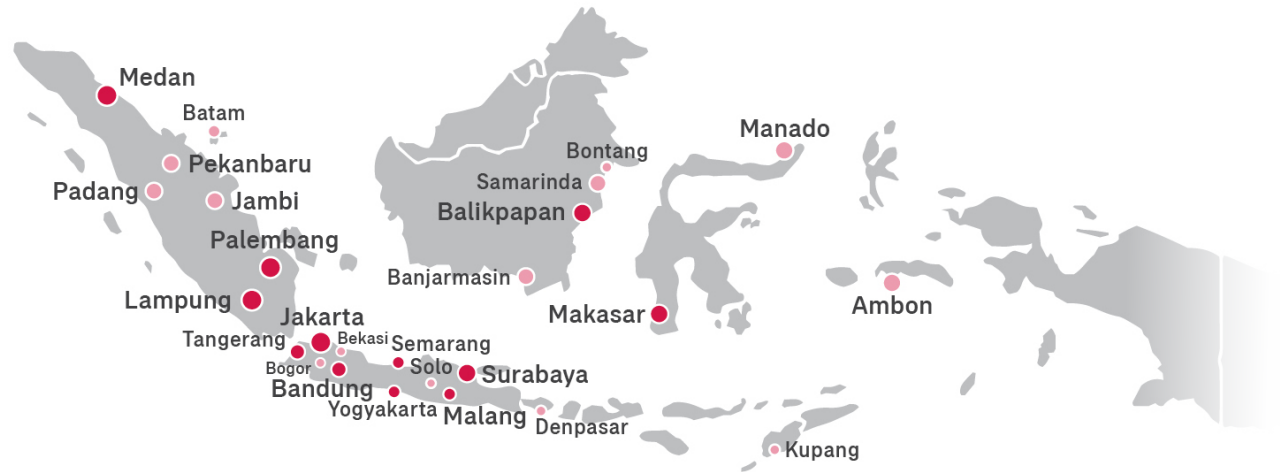 Medan
Batam
Manado
Bontang
Pekanbaru
Samarinda
Padang
Jambi
Balikpapan
Palembang
Banjarmasin
Lampung
Ambon
Makasar
Jakarta
Tangerang
Bekasi
Semarang
Bogor
Solo
Surabaya
Bandung
Yogyakarta
Malang
Denpasar
Kupang